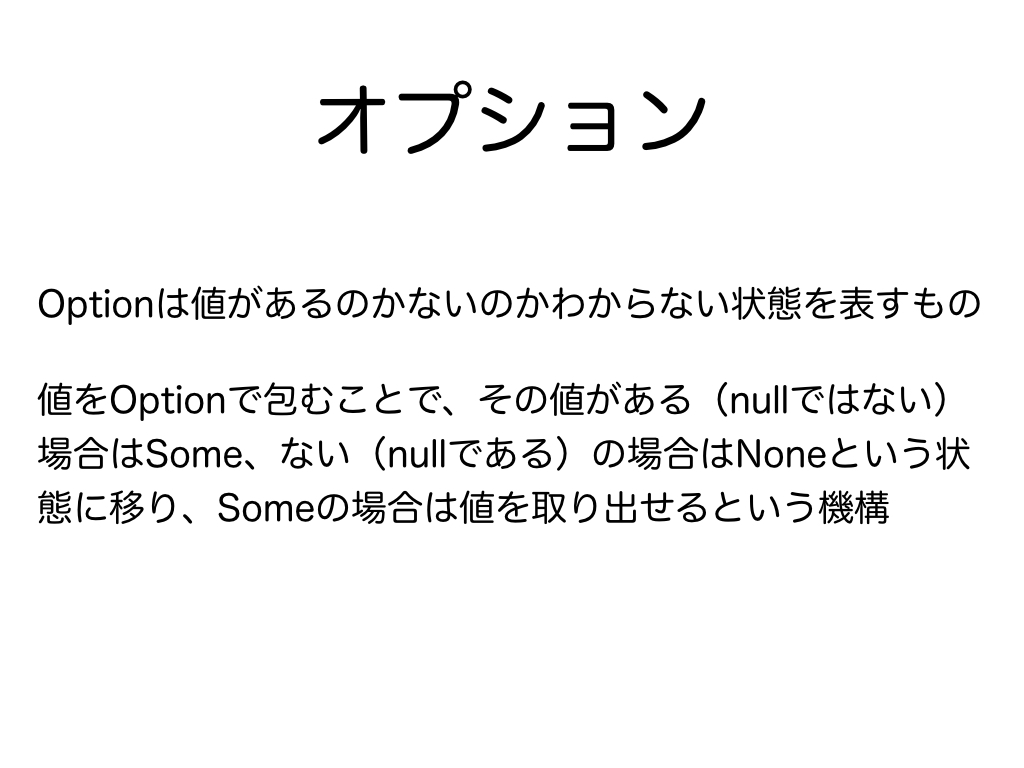 オプション
Optionは値があるのかないのかわからない状態を表すもの
値をOptionで包むことで、その値がある（nullではない）
場合はSome、ない（nullである）の場合はNoneという状
態に移り、Someの場合は値を取り出せるという機構